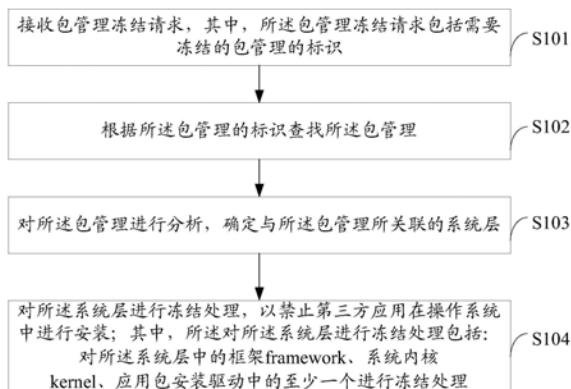 接收包管理冻结请求，其中，所述包管理冻结请求包括需要
冻结的包管理的标识
S101
根据所述包管理的标识查找所述包管理
S102
对所述包管理进行分析，确定与所述包管理所关联的系统层
S103
对所述系统层进行冻结处理，以禁止第三方应用在操作系统
中进行安装；其中，所述对所述系统层进行冻结处理包括：
对所述系统层中的框架framework、系统内核
kernel、应用包安装驱动中的至少一个进行冻结处理
S104